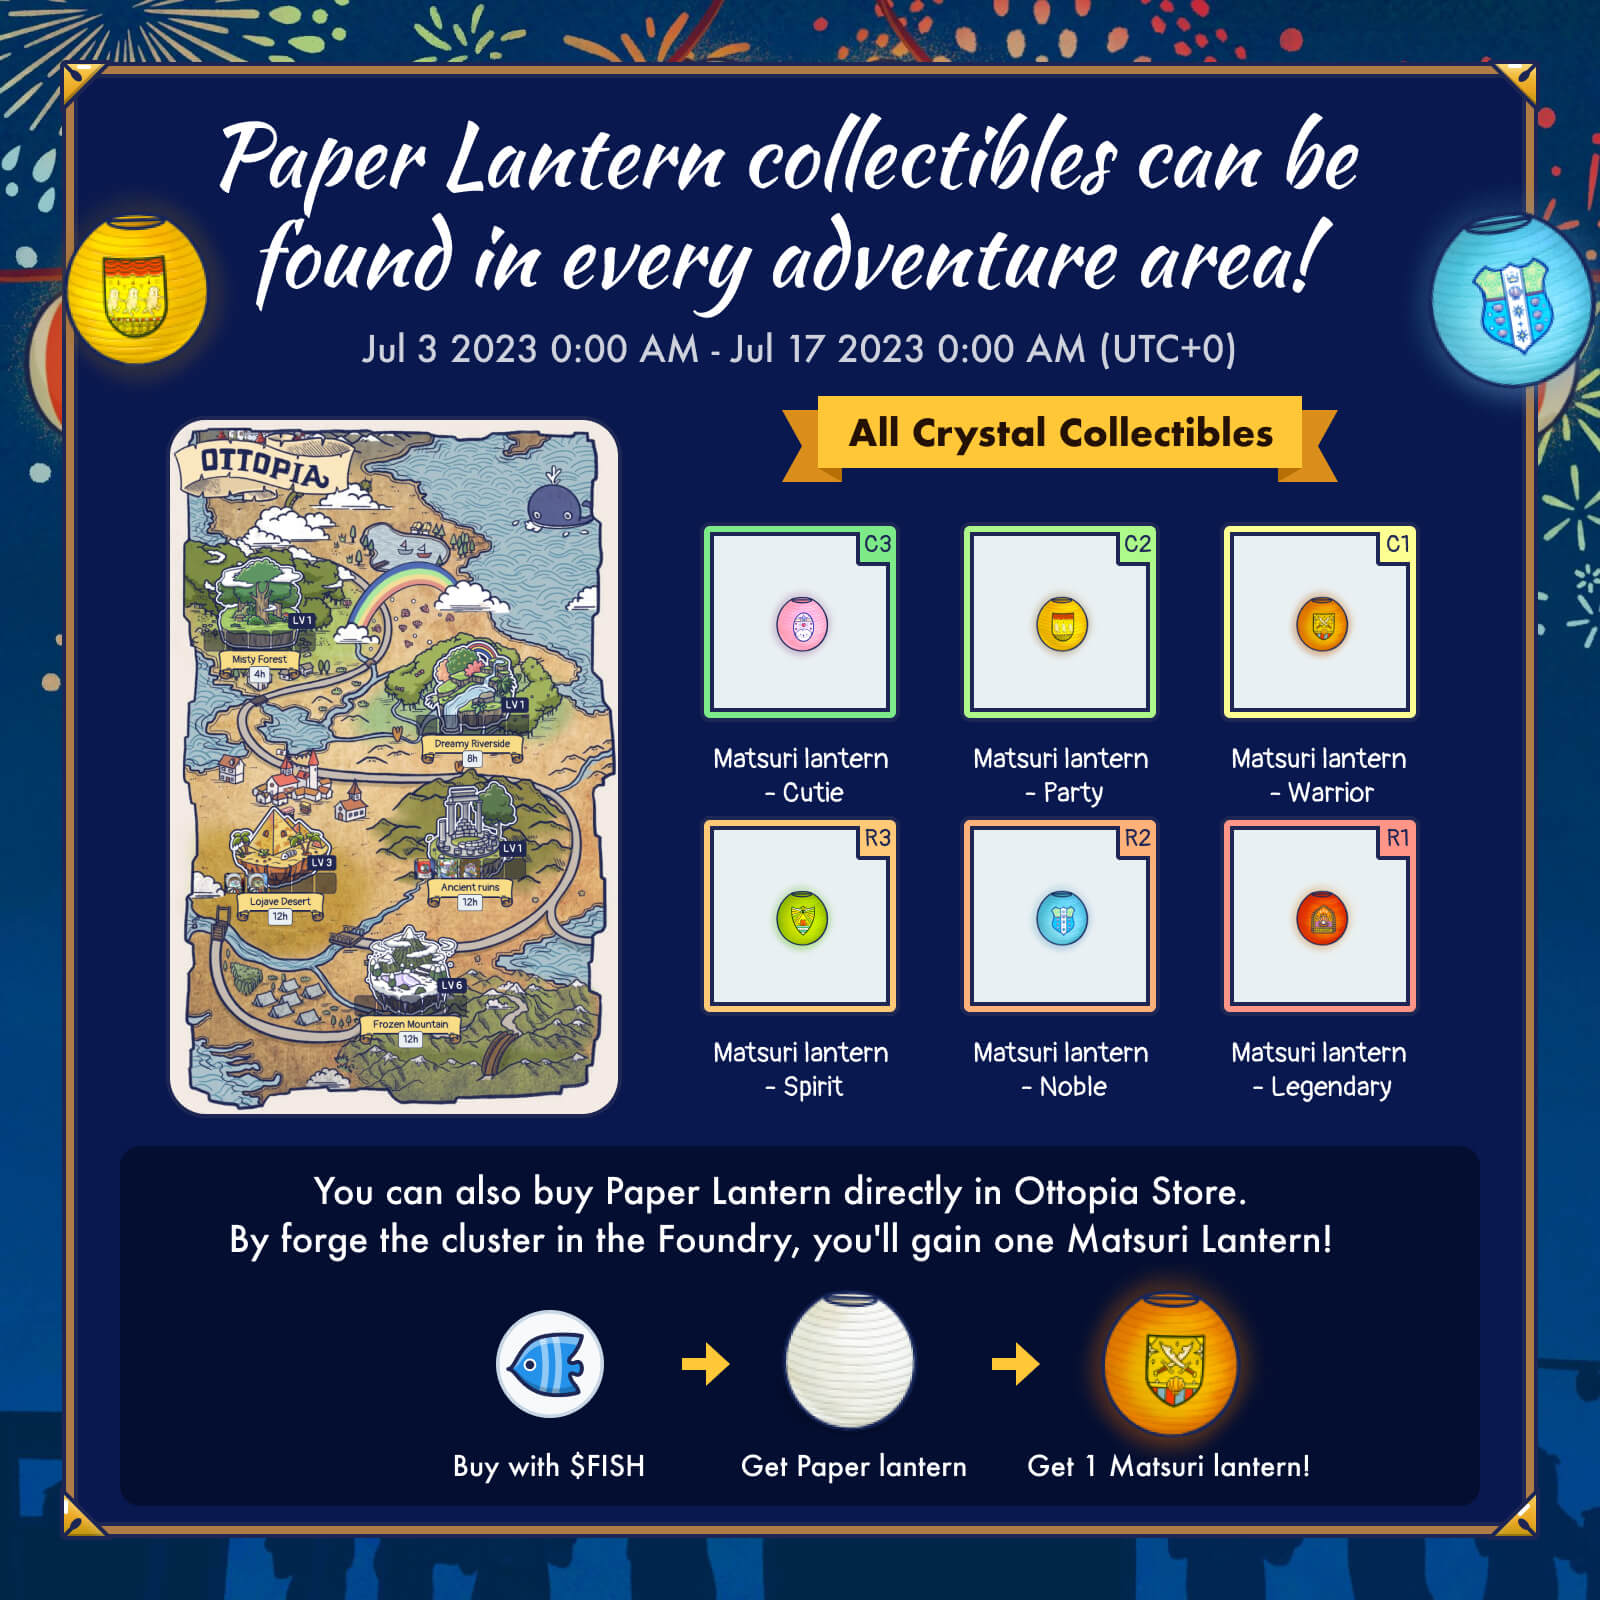 Paper Lantern collectibles can be
found in every adventure area!
Jul 3 2023 0:00 AM - Jul 17 2023 0:00 AM (UTC+0)
OTTOPIA
LV1
Misty Forest
4h
LV1
Dreamy Riverside
8h
LV1
Ancient ruins
12h
LV3
Lojave Desert
12h
LV6
Frozen Mountain
12h
All Crystal Collectibles
C3
C2
C1
Matsuri lantern
- Cutie
Matsuri lantern
- Party
Matsuri lantern
- Warrior
R3
R2
R1
Matsuri lantern
- Spirit
Matsuri lantern
- Noble
Matsuri lantern
- Legendary
You can also buy Paper Lantern directly in Ottopia Store.
By forge the cluster in the Foundry, you'll gain one Matsuri Lantern!
Buy with $FISH
Get Paper lantern
Get 1 Matsuri lantern!